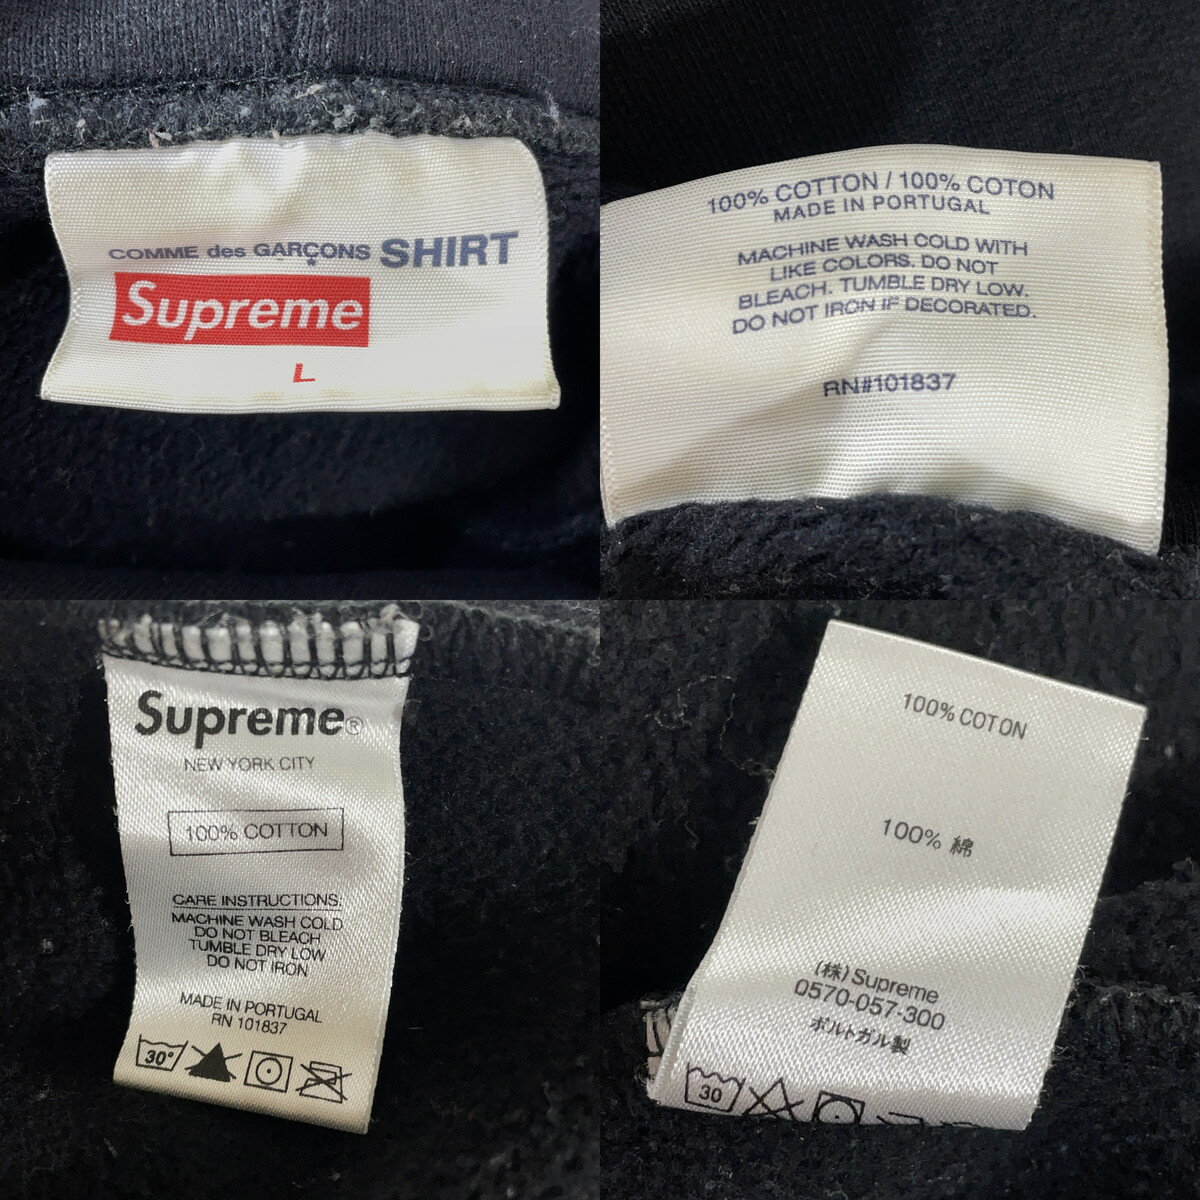 COMME des GARÇONS SHIRT
Supreme
L
100% COTTON / 100% COTON
MADE IN PORTUGAL
MACHINE WASH COLD WITH
LIKE COLORS. DO NOT
BLEACH. TUMBLE DRY LOW.
DO NOT IRON IF DECORATED.
RN#101837
Supreme®
NEW YORK CITY
100% COTTON
CARE INSTRUCTIONS:
MACHINE WASH COLD
DO NOT BLEACH
TUMBLE DRY LOW
DO NOT IRON
MADE IN PORTUGAL
RN 101837
30°
100% COTON
100% 綿
(株) Supreme
0570-057-300
ポルトガル製
30